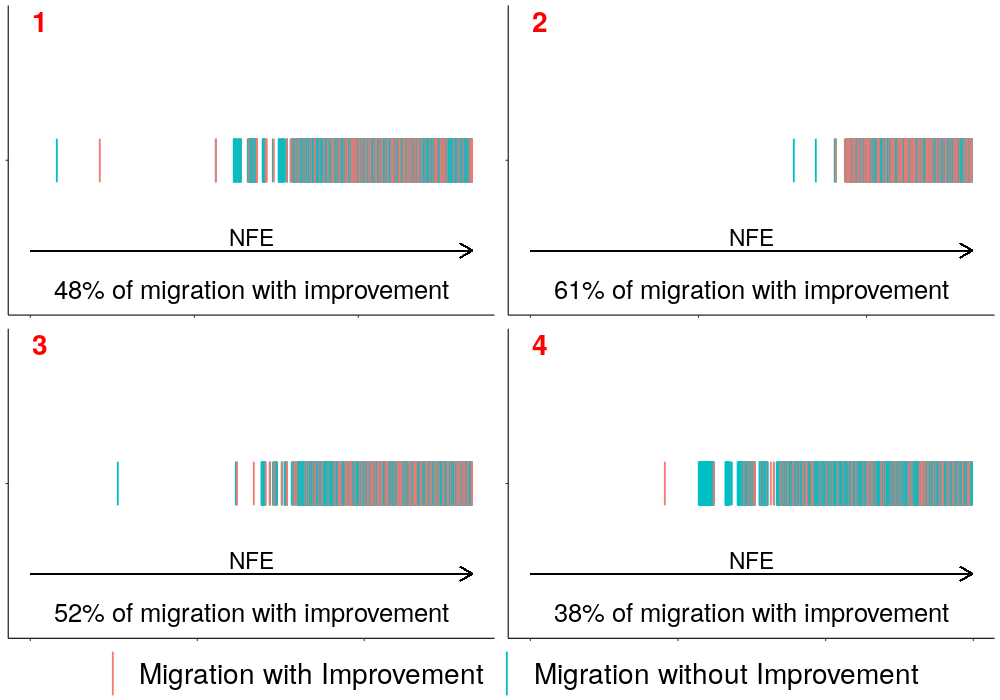 1
NFE
48% of migration with improvement
2
NFE
61% of migration with improvement
3
NFE
52% of migration with improvement
4
NFE
38% of migration with improvement
Migration with Improvement
Migration without Improvement